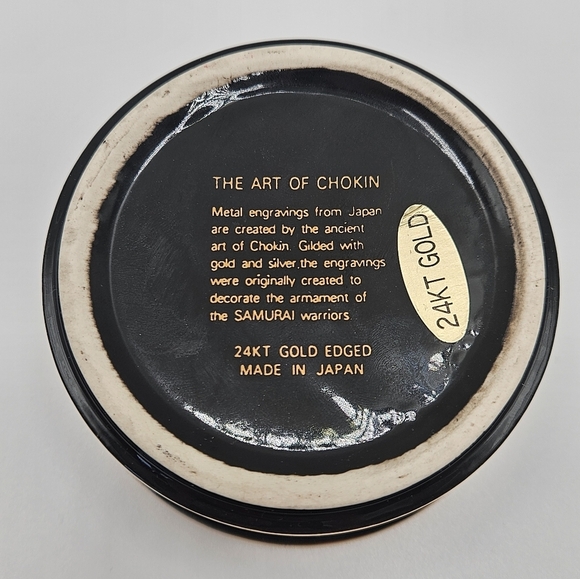 THE ART OF CHOKIN
Metal engravings from Japan
are created by the ancient
art of Chokin. Gilded with
gold and silver,the engravings
were originally created to
decorate the armament of
the SAMURAI warriors.
24KT GOLD EDGED
MADE IN JAPAN
24KT GOLD